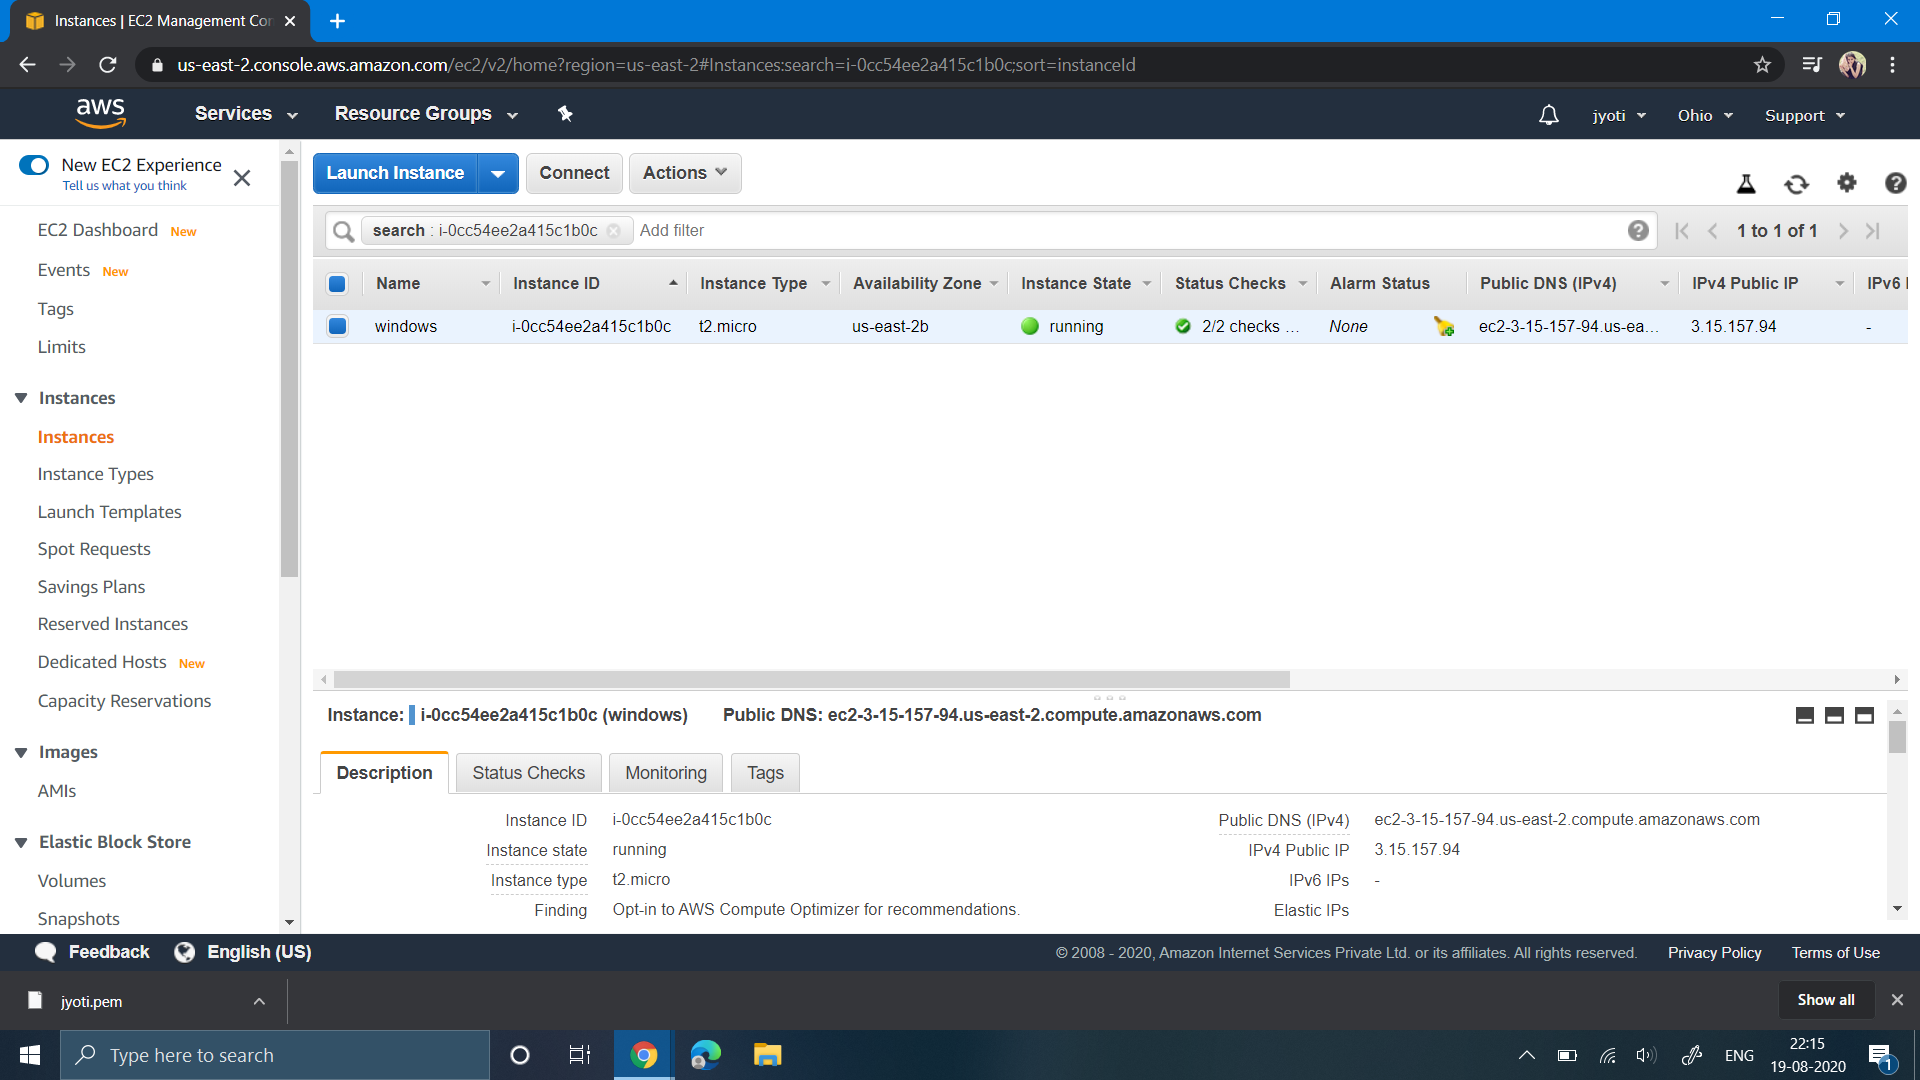 Instances | EC2 Management Con
us-east-2.console.aws.amazon.com/ec2/v2/home?region=us-east-2#Instances:search=i-0cc54ee2a415c1b0c;sort=instanceId
aws Services Resource Groups jyoti Ohio Support
New EC2 Experience
Tell us what you think
EC2 Dashboard New
Events New
Tags
Limits
Instances
Instances
Instance Types
Launch Templates
Spot Requests
Savings Plans
Reserved Instances
Dedicated Hosts New
Capacity Reservations
Images
AMIs
Elastic Block Store
Volumes
Snapshots
Launch Instance Connect Actions
search : i-0cc54ee2a415c1b0c Add filter 1 to 1 of 1
Name Instance ID Instance Type Availability Zone Instance State Status Checks Alarm Status Public DNS (IPv4) IPv4 Public IP IPv6 I
windows i-0cc54ee2a415c1b0c t2.micro us-east-2b running 2/2 checks ... None ec2-3-15-157-94.us-ea... 3.15.157.94 -
Instance: i-0cc54ee2a415c1b0c (windows) Public DNS: ec2-3-15-157-94.us-east-2.compute.amazonaws.com
Description Status Checks Monitoring Tags
Instance ID i-0cc54ee2a415c1b0c Public DNS (IPv4) ec2-3-15-157-94.us-east-2.compute.amazonaws.com
Instance state running IPv4 Public IP 3.15.157.94
Instance type t2.micro IPv6 IPs -
Finding Opt-in to AWS Compute Optimizer for recommendations. Elastic IPs
Feedback English (US) © 2008 - 2020, Amazon Internet Services Private Ltd. or its affiliates. All rights reserved. Privacy Policy Terms of Use
jyoti.pem Show all
Type here to search ENG 22:15
19-08-2020 1